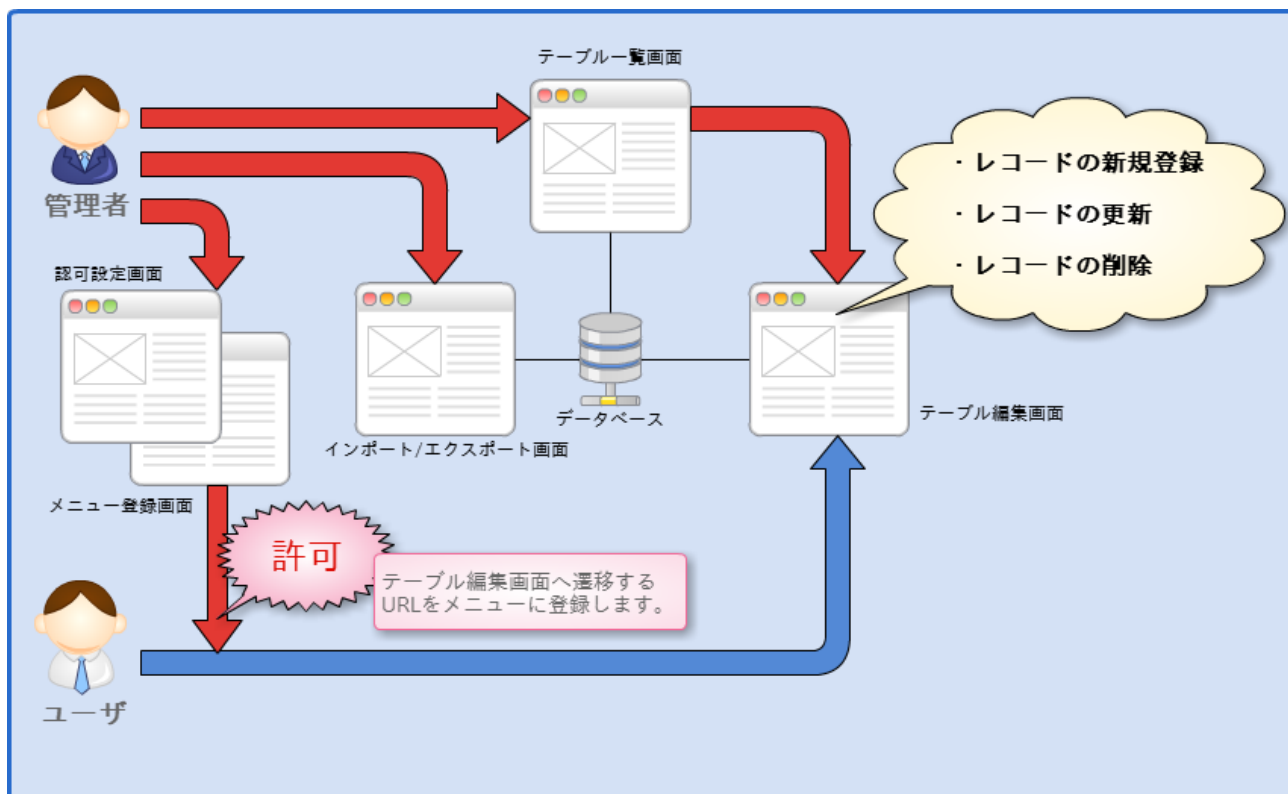 テーブル一覧画面
管理者
・レコードの新規登録
・レコードの更新
・レコードの削除
認可設定画面
データベース
テーブル編集画面
インポート/エクスポート画面
メニュー登録画面
許可
テーブル編集画面へ遷移する
URLをメニューに登録します。
ユーザ